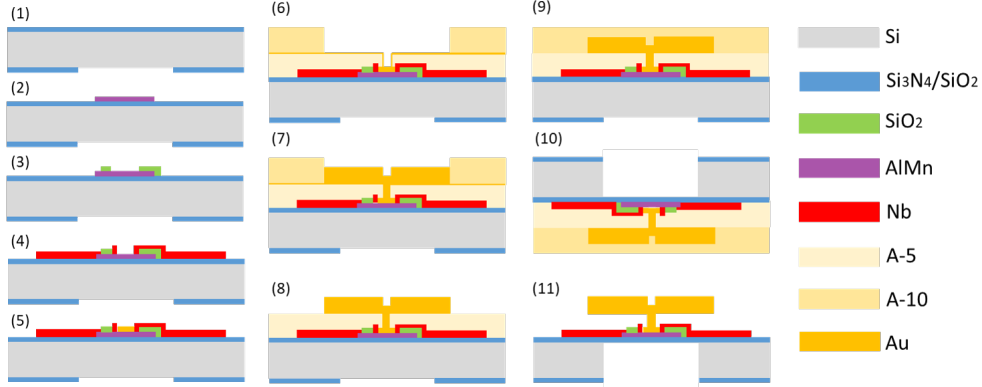 (1)
(2)
(3)
(4)
(5)
(6)
(7)
(8)
(9)
(10)
(11)
Si
Si₃N₄/SiO₂
SiO₂
AlMn
Nb
A-5
A-10
Au